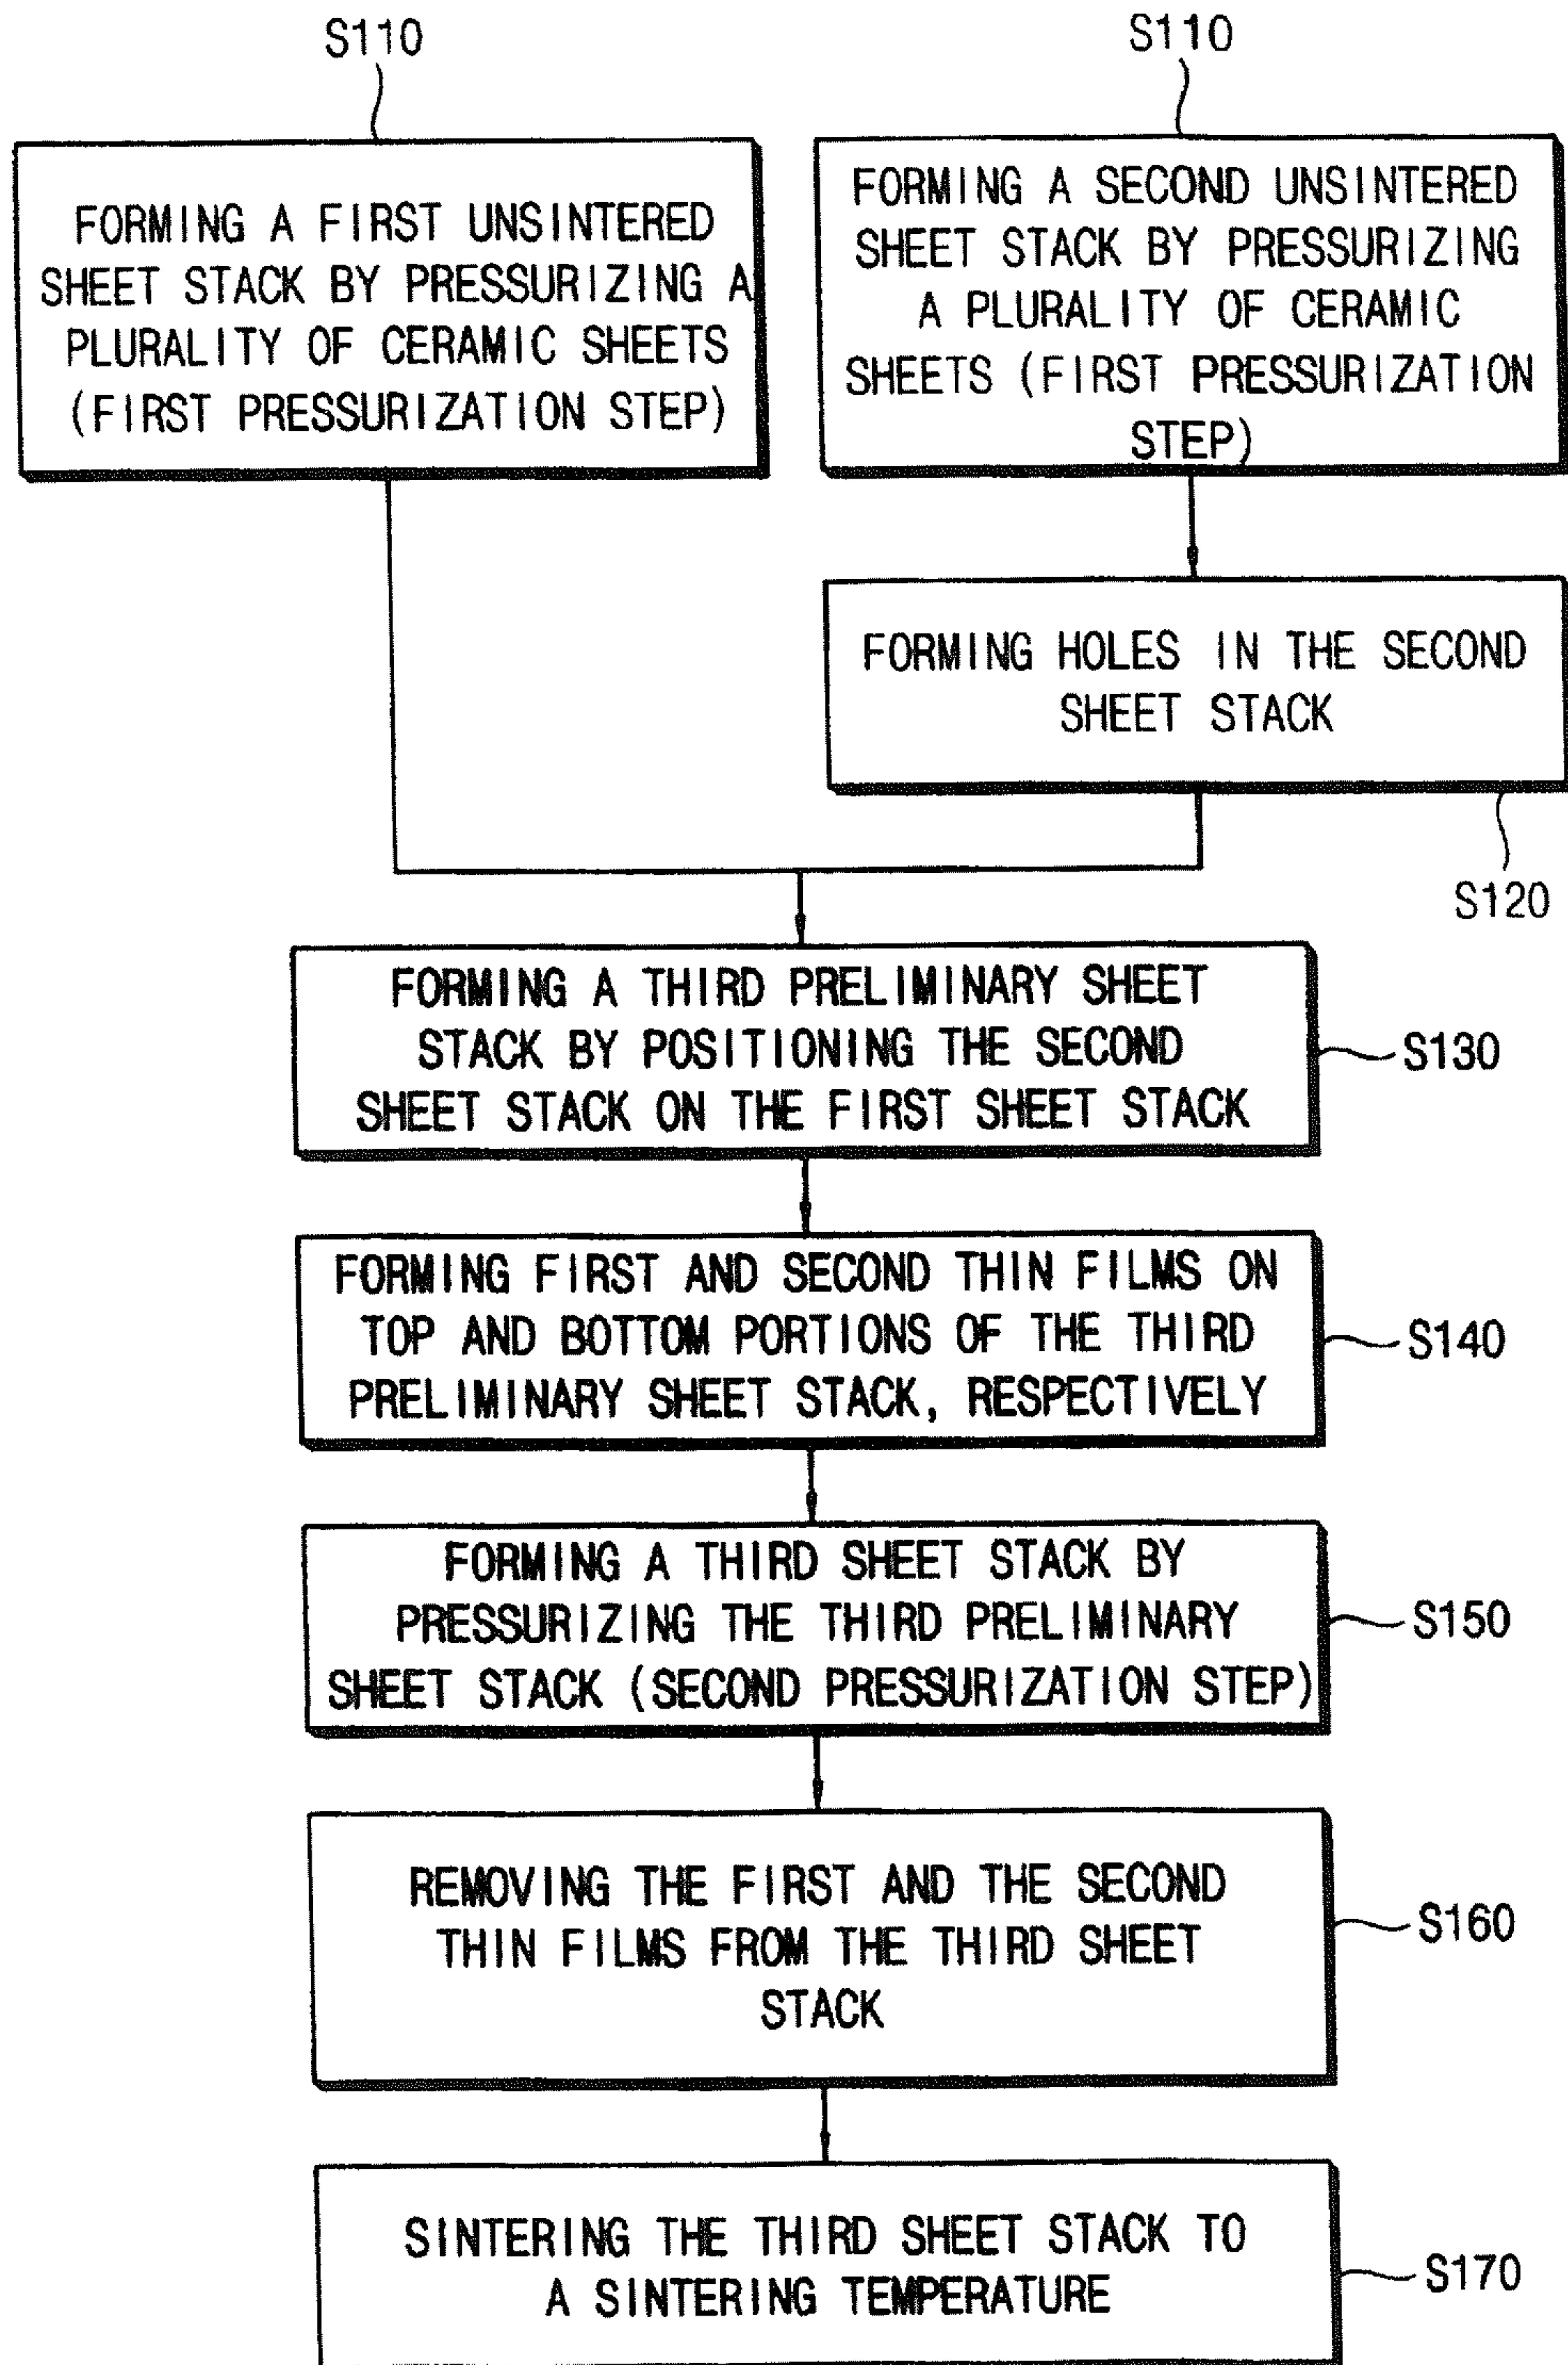 S110
FORMING A FIRST UNSINTERED
SHEET STACK BY PRESSURIZING A
PLURALITY OF CERAMIC SHEETS
(FIRST PRESSURIZATION STEP)
S110
FORMING A SECOND UNSINTERED
SHEET STACK BY PRESSURIZING
A PLURALITY OF CERAMIC
SHEETS (FIRST PRESSURIZATION
STEP)
FORMING HOLES IN THE SECOND
SHEET STACK
S120
FORMING A THIRD PRELIMINARY SHEET
STACK BY POSITIONING THE SECOND
SHEET STACK ON THE FIRST SHEET STACK
S130
FORMING FIRST AND SECOND THIN FILMS ON
TOP AND BOTTOM PORTIONS OF THE THIRD
PRELIMINARY SHEET STACK, RESPECTIVELY
S140
FORMING A THIRD SHEET STACK BY
PRESSURIZING THE THIRD PRELIMINARY
SHEET STACK (SECOND PRESSURIZATION STEP)
S150
REMOVING THE FIRST AND THE SECOND
THIN FILMS FROM THE THIRD SHEET
STACK
S160
SINTERING THE THIRD SHEET STACK TO
A SINTERING TEMPERATURE
S170